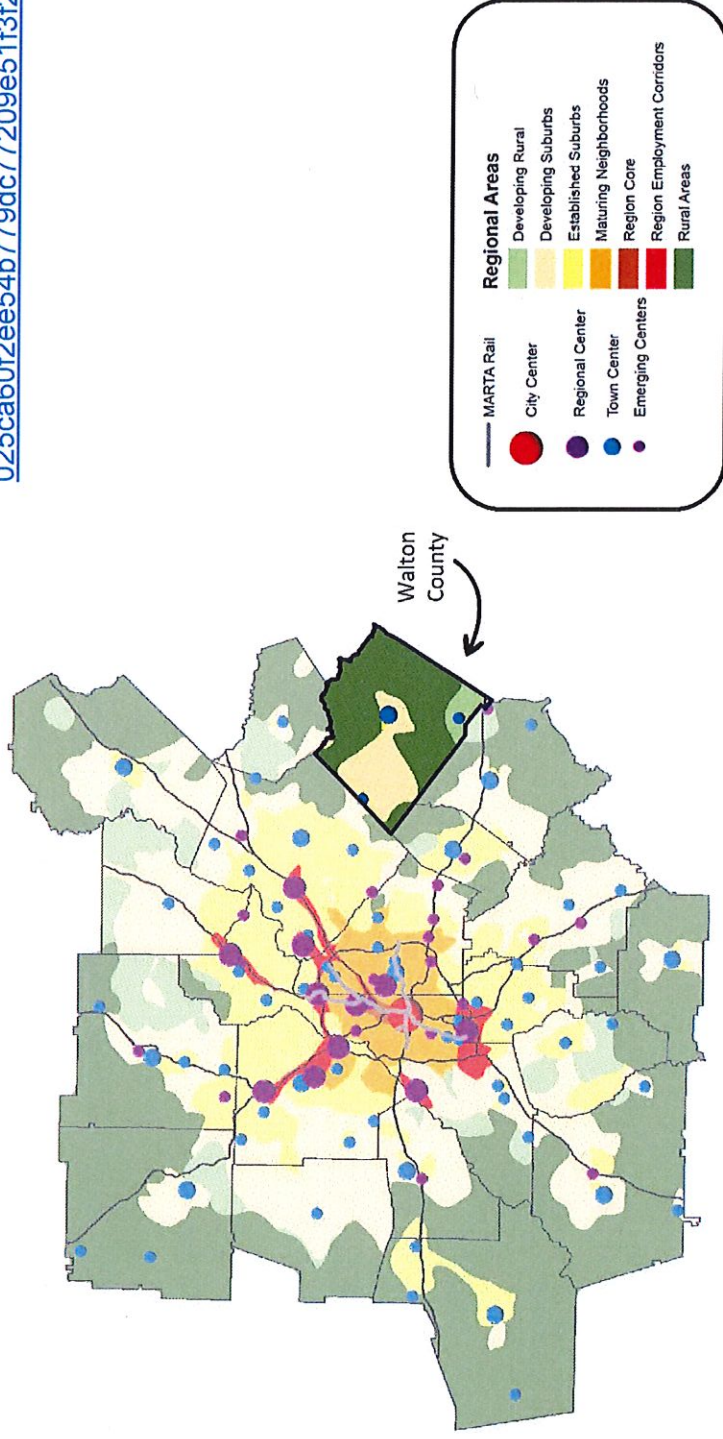 Walton
County
MARTA Rail
City Center
Regional Center
Town Center
Emerging Centers
Regional Areas
Developing Rural
Developing Suburbs
Established Suburbs
Maturing Neighborhoods
Region Core
Region Employment Corridors
Rural Areas